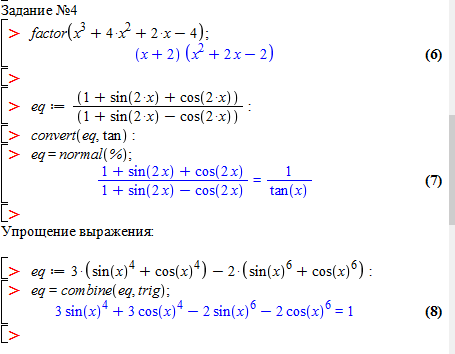 Задание №4
> factor(x³ + 4·x² + 2·x − 4);
(x + 2) (x² + 2 x − 2) (6)
>
> eq := (1 + sin(2·x) + cos(2·x)) / (1 + sin(2·x) − cos(2·x)) :
> convert(eq, tan) :
> eq = normal(%);
(1 + sin(2 x) + cos(2 x)) / (1 + sin(2 x) − cos(2 x)) = 1 / tan(x) (7)
>
Упрощение выражения:
> eq := 3·(sin(x)⁴ + cos(x)⁴) − 2·(sin(x)⁶ + cos(x)⁶) :
> eq = combine(eq, trig);
3 sin(x)⁴ + 3 cos(x)⁴ − 2 sin(x)⁶ − 2 cos(x)⁶ = 1 (8)
>